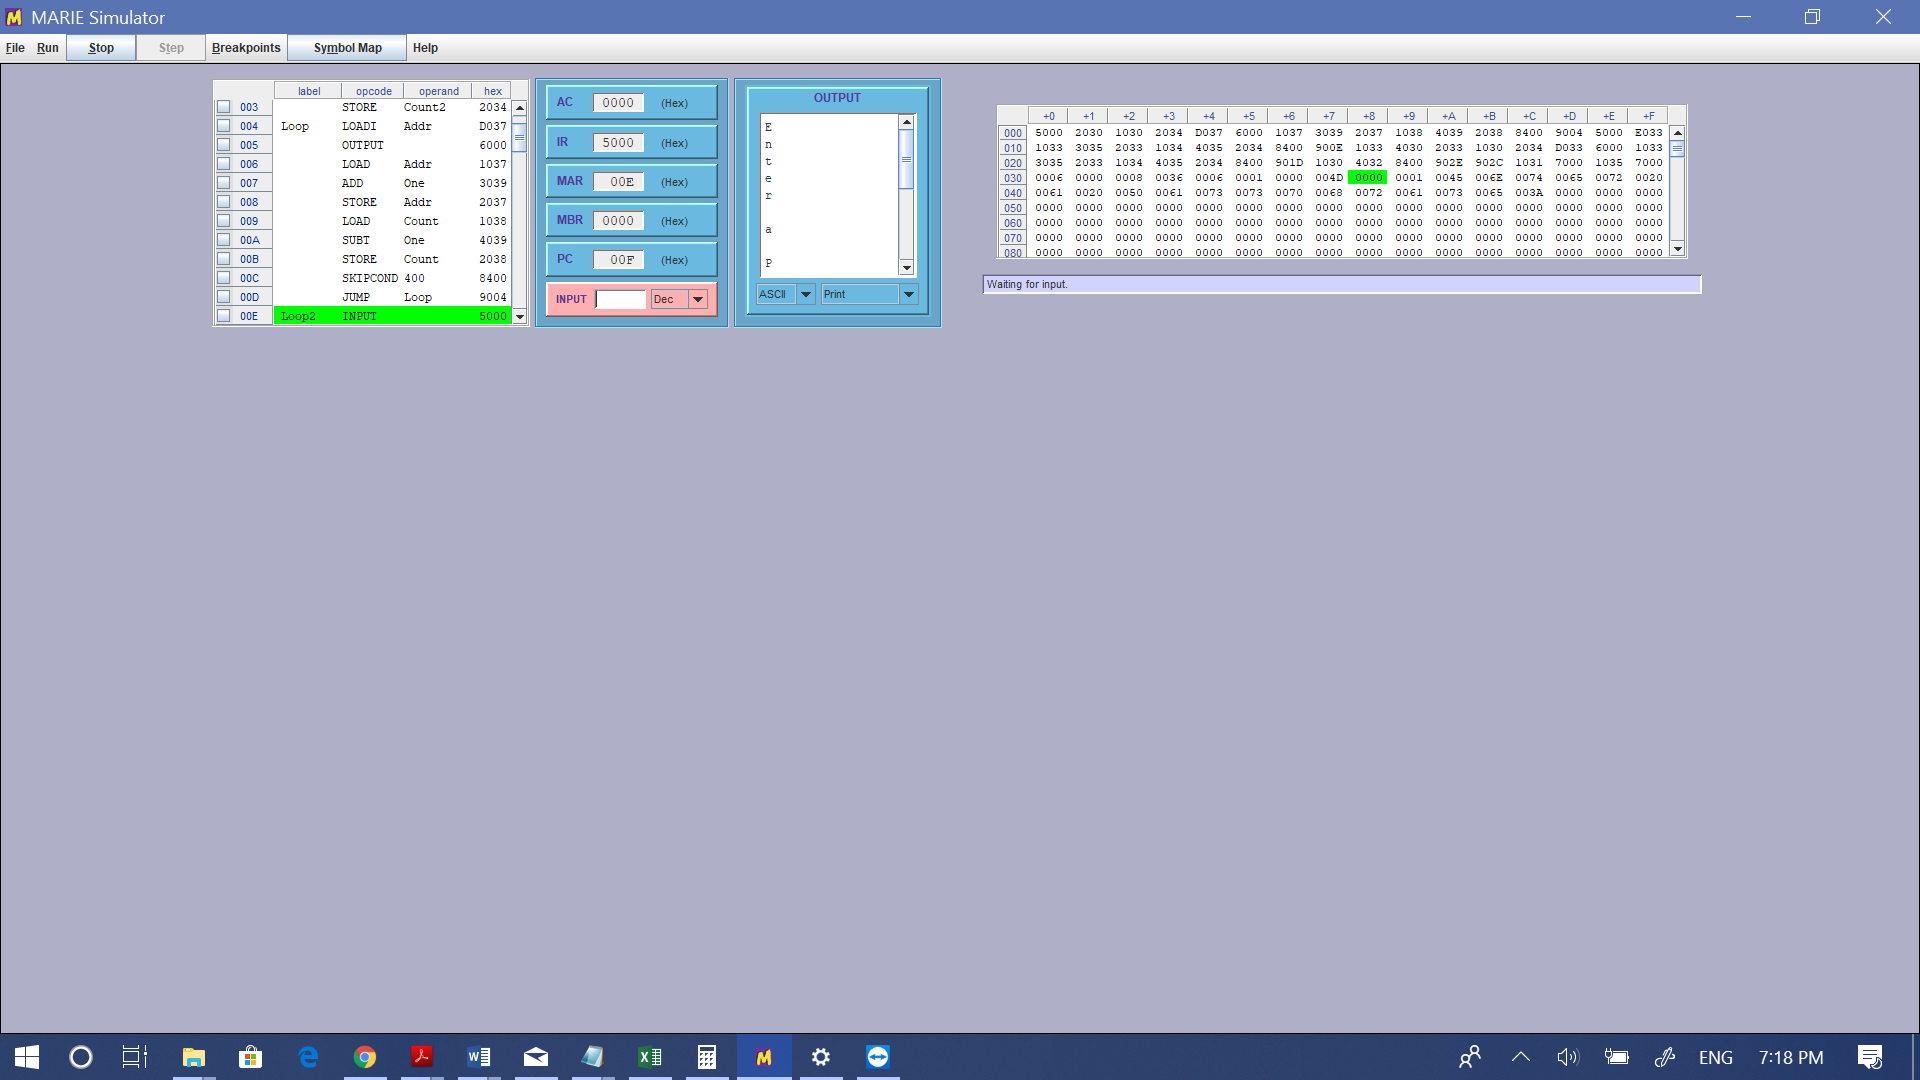 MARIE Simulator
File Run Stop Step Breakpoints Symbol Map Help
label opcode operand hex
003 STORE Count2 2034
004 Loop LOADI Addr D037
005 OUTPUT 6000
006 LOAD Addr 1037
007 ADD One 3039
008 STORE Addr 2037
009 LOAD Count 1038
00A SUBT One 4039
00B STORE Count 2038
00C SKIPCOND 400 8400
00D JUMP Loop 9004
00E Loop2 INPUT 5000
AC 0000 (Hex)
IR 5000 (Hex)
MAR 00E (Hex)
MBR 0000 (Hex)
PC 00F (Hex)
INPUT Dec
OUTPUT
E
n
t
e
r
a
P
ASCII Print
+0 +1 +2 +3 +4 +5 +6 +7 +8 +9 +A +B +C +D +E +F
000 5000 2030 1030 2034 D037 6000 1037 3039 2037 1038 4039 2038 8400 9004 5000 E033
010 1033 3035 2033 1034 4035 2034 8400 900E 1033 4030 2033 1030 2034 D033 6000 1033
020 3035 2033 1034 4035 2034 8400 901D 1030 4032 8400 902E 902C 1031 7000 1035 7000
030 0006 0000 0008 0036 0006 0001 0000 004D 0000 0001 0045 006E 0074 0065 0072 0020
040 0061 0020 0050 0061 0073 0073 0070 0068 0072 0061 0073 0065 003A 0000 0000 0000
050 0000 0000 0000 0000 0000 0000 0000 0000 0000 0000 0000 0000 0000 0000 0000 0000
060 0000 0000 0000 0000 0000 0000 0000 0000 0000 0000 0000 0000 0000 0000 0000 0000
070 0000 0000 0000 0000 0000 0000 0000 0000 0000 0000 0000 0000 0000 0000 0000 0000
080 0000 0000 0000 0000 0000 0000 0000 0000 0000 0000 0000 0000 0000 0000 0000 0000
Waiting for input.
ENG 7:18 PM